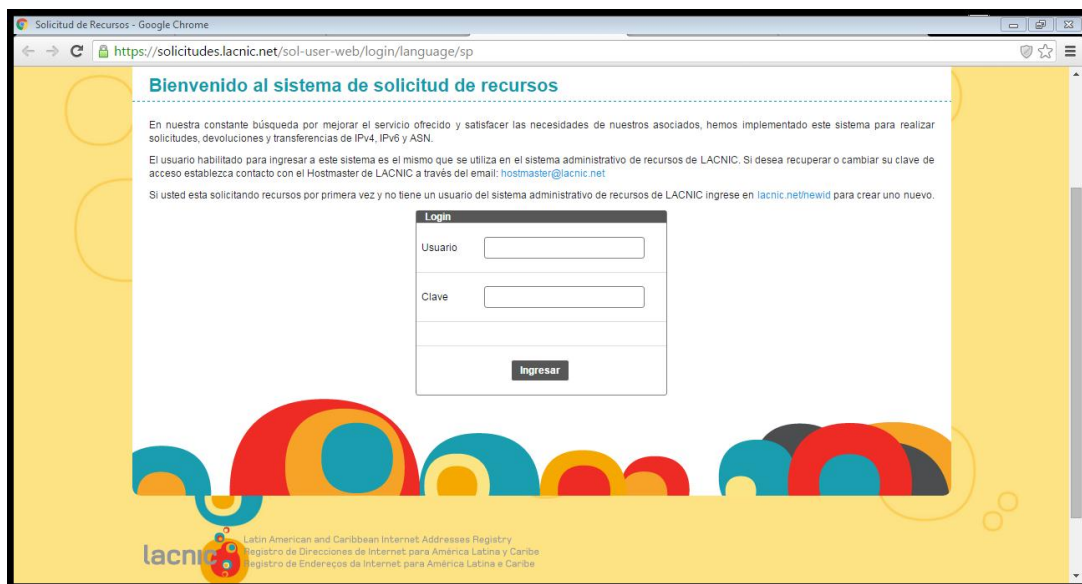 Solicitud de Recursos - Google Chrome
https://solicitudes.lacnic.net/sol-user-web/login/language/sp
Bienvenido al sistema de solicitud de recursos
En nuestra constante búsqueda por mejorar el servicio ofrecido y satisfacer las necesidades de nuestros asociados, hemos implementado este sistema para realizar
solicitudes, devoluciones y transferencias de IPv4, IPv6 y ASN.
El usuario habilitado para ingresar a este sistema es el mismo que se utiliza en el sistema administrativo de recursos de LACNIC. Si desea recuperar o cambiar su clave de
acceso establezca contacto con el Hostmaster de LACNIC a través del email: hostmaster@lacnic.net
Si usted esta solicitando recursos por primera vez y no tiene un usuario del sistema administrativo de recursos de LACNIC ingrese en lacnic.net/newid para crear uno nuevo.
Login
Usuario
Clave
Ingresar
lacnic
Latin American and Caribbean Internet Addresses Registry
Registro de Direcciones de Internet para América Latina y Caribe
Registro de Endereços da Internet para América Latina e Caribe